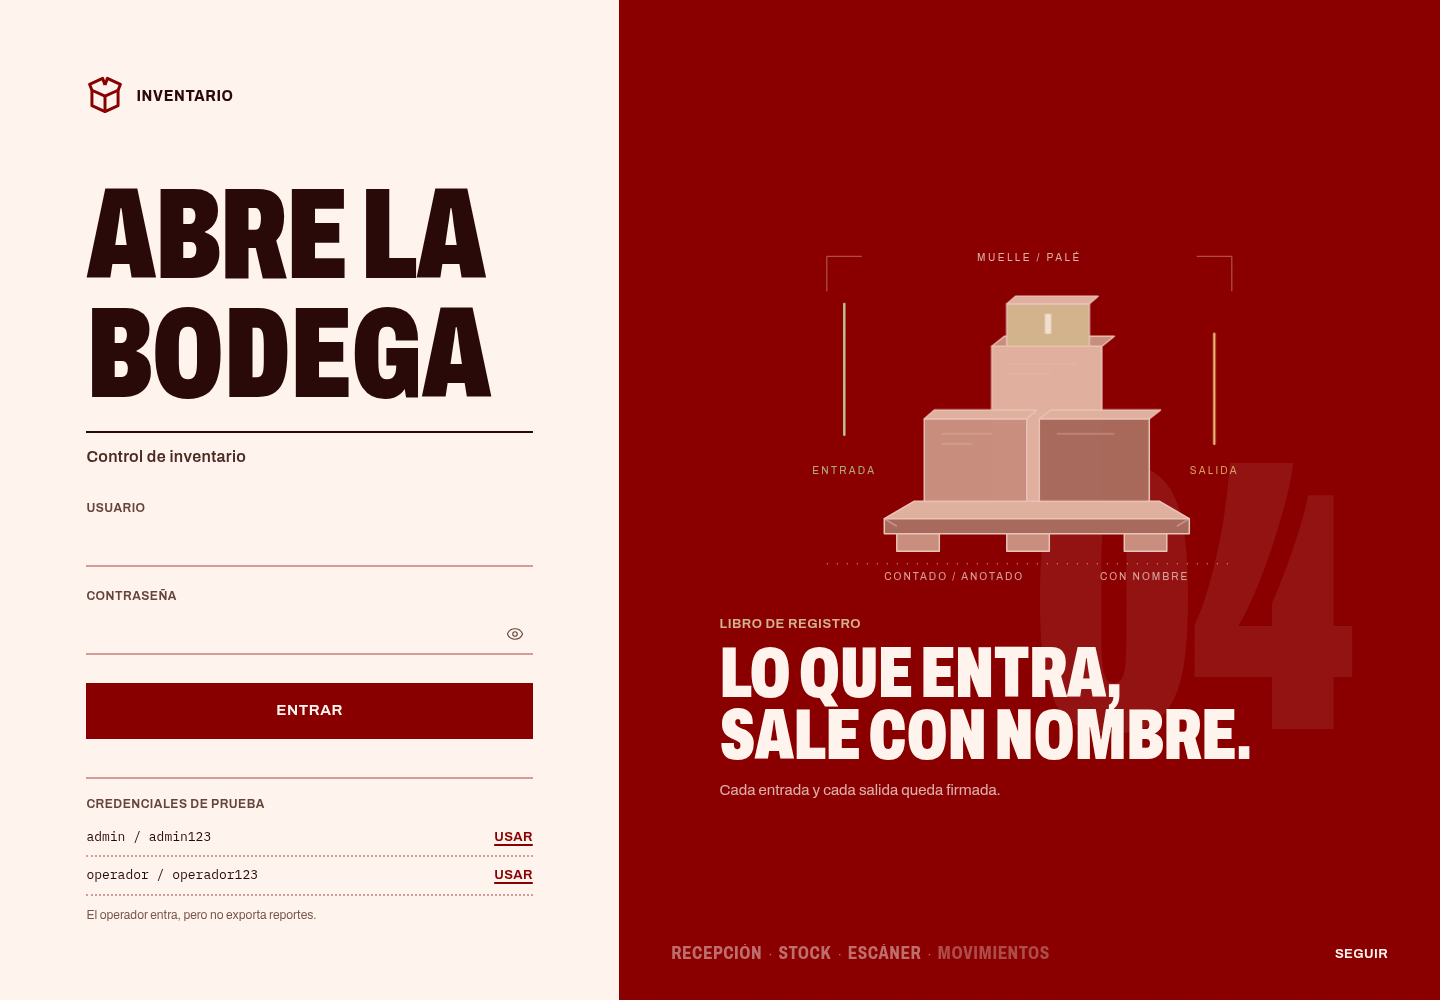 INVENTARIO
ABRE LA
BODEGA
Control de inventario
USUARIO
CONTRASEÑA
ENTRAR
CREDENCIALES DE PRUEBA
admin / admin123
USAR
operador / operador123
USAR
El operador entra, pero no exporta reportes.
MUELLE / PALÉ
ENTRADA
SALIDA
CONTADO / ANOTADO
CON NOMBRE
04
LIBRO DE REGISTRO
LO QUE ENTRA,
SALE CON NOMBRE.
Cada entrada y cada salida queda firmada.
RECEPCIÓN · STOCK · ESCÁNER · MOVIMIENTOS
SEGUIR